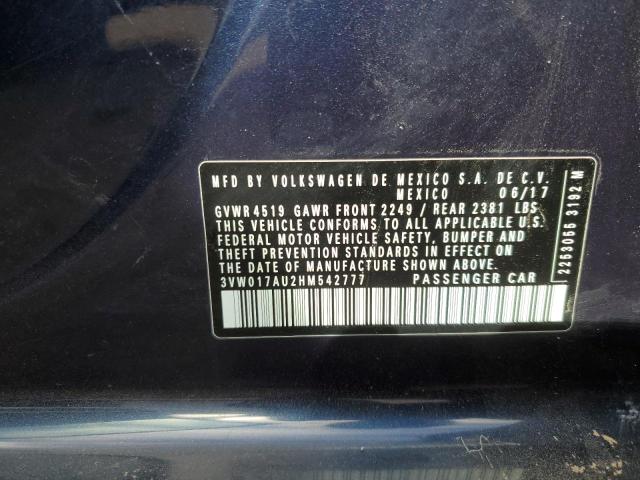 MFD BY VOLKSWAGEN DE MEXICO S.A. DE C.V.
MEXICO 06/17
GVWR 4519 GAWR FRONT 2249 / REAR 2381 LBS
THIS VEHICLE CONFORMS TO ALL APPLICABLE U.S.
FEDERAL MOTOR VEHICLE SAFETY, BUMPER AND
THEFT PREVENTION STANDARDS IN EFFECT ON
THE DATE OF MANUFACTURE SHOWN ABOVE.
3VW017AU2HM542777 PASSENGER CAR
2253055 3192 M